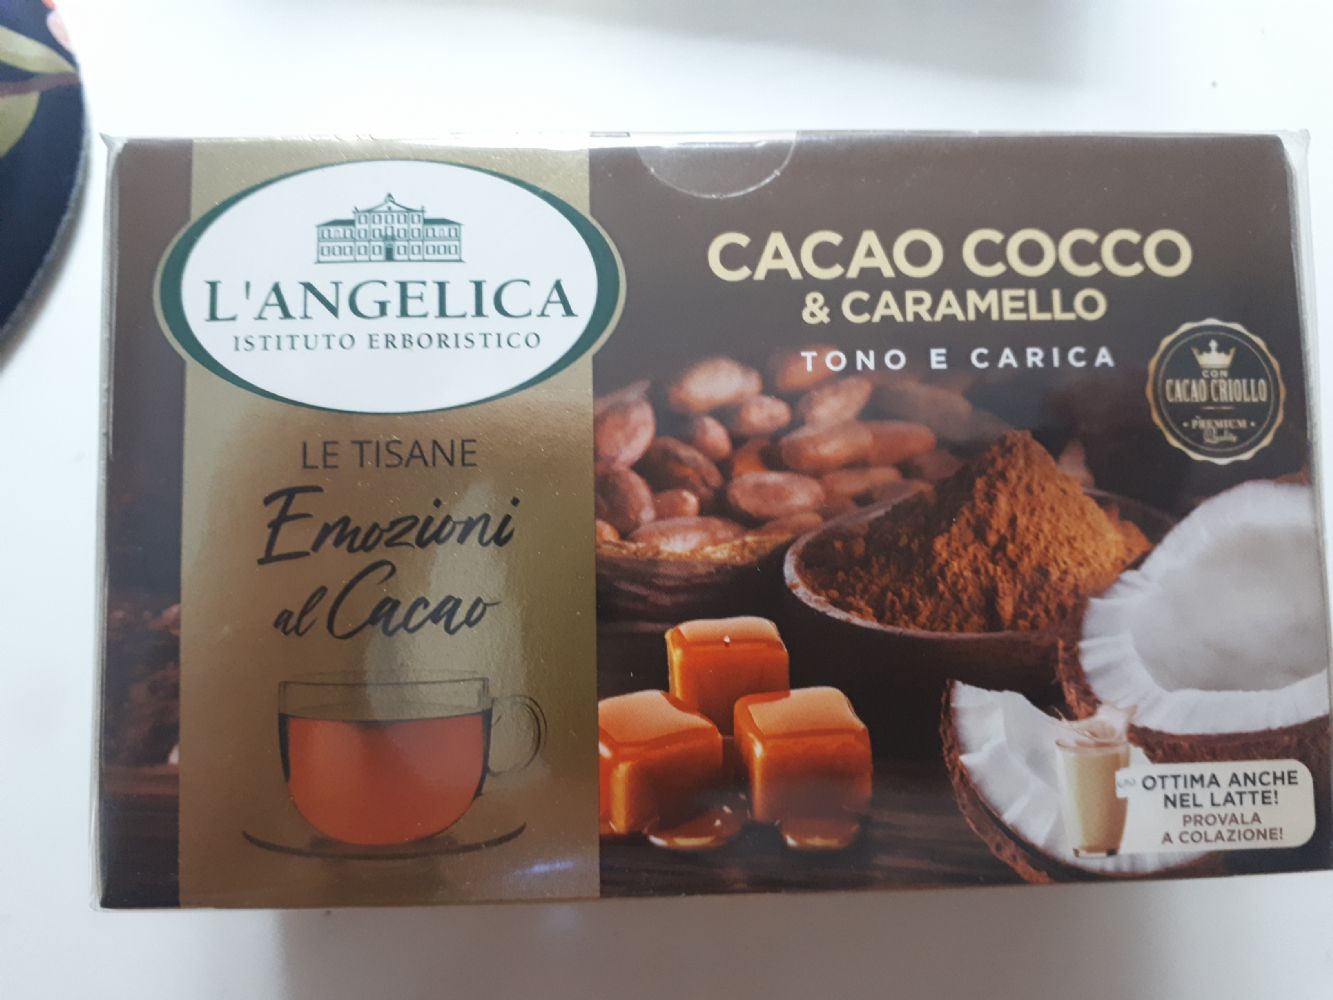 L'ANGELICA
ISTITUTO ERBORISTICO
LE TISANE
Emozioni
al Cacao
CACAO COCCO
& CARAMELLO
TONO E CARICA
CON
CACAO CRIOLLO
PREMIUM
Quality
OTTIMA ANCHE
NEL LATTE!
PROVALA
A COLAZIONE!